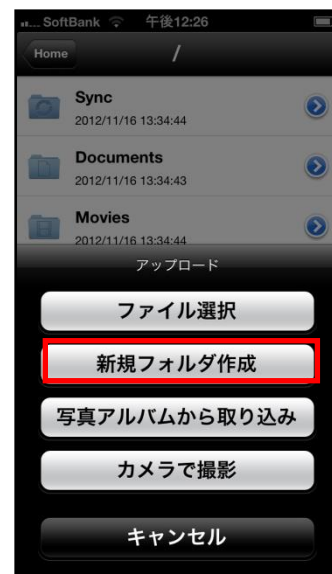 SoftBank 午後12:26
Home /
Sync
2012/11/16 13:34:44
Documents
2012/11/16 13:34:43
Movies
2012/11/16 13:34:44
アップロード
ファイル選択
新規フォルダ作成
写真アルバムから取り込み
カメラで撮影
キャンセル